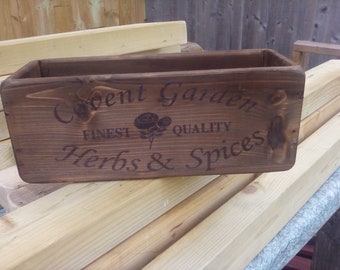 Covent Garden
FINEST QUALITY
Herbs & Spices